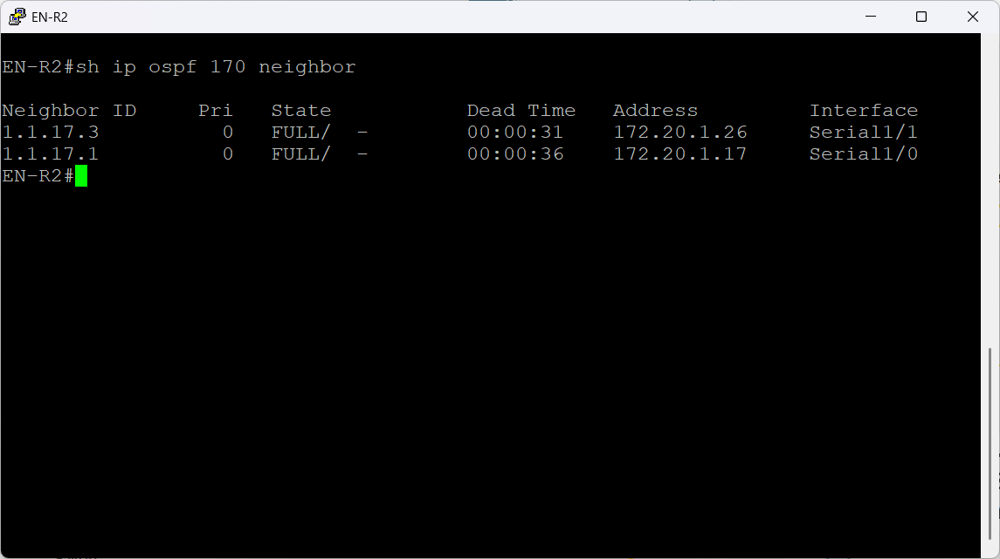 EN-R2
EN-R2#sh ip ospf 170 neighbor
Neighbor ID     Pri   State           Dead Time   Address         Interface
1.1.17.3          0   FULL/  -        00:00:31    172.20.1.26     Serial1/1
1.1.17.1          0   FULL/  -        00:00:36    172.20.1.17     Serial1/0
EN-R2#